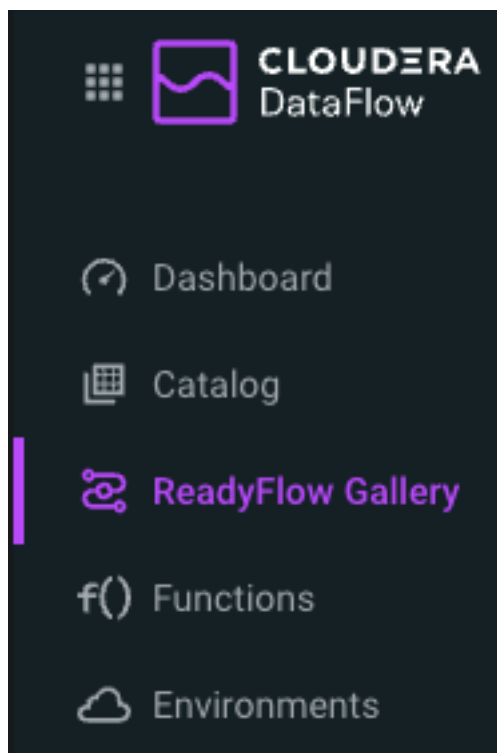 CLOUDERA
DataFlow
Dashboard
Catalog
ReadyFlow Gallery
f() Functions
Environments